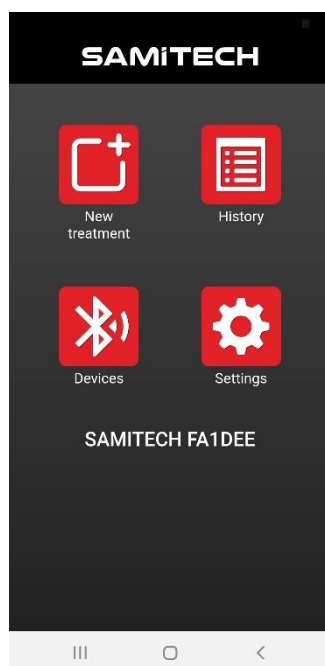 SAMiTECH
New
treatment
History
Devices
Settings
SAMITECH FA1DEE